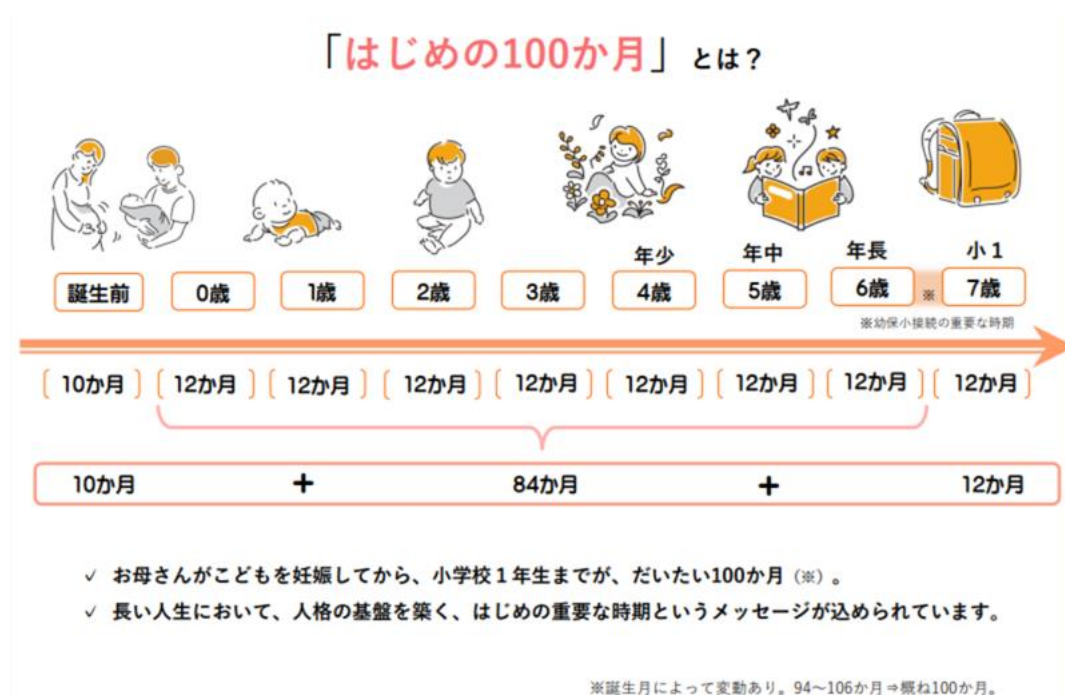 「はじめの100か月」とは？
年少 年中 年長 小1
誕生前 0歳 1歳 2歳 3歳 4歳 5歳 6歳 ※ 7歳
※幼保小接続の重要な時期
〔10か月〕〔12か月〕〔12か月〕〔12か月〕〔12か月〕〔12か月〕〔12か月〕〔12か月〕〔12か月〕
10か月 + 84か月 + 12か月
✓ お母さんがこどもを妊娠してから、小学校１年生までが、だいたい100か月（※）。
✓ 長い人生において、人格の基盤を築く、はじめの重要な時期というメッセージが込められています。
※誕生月によって変動あり。94～106か月⇒概ね100か月。